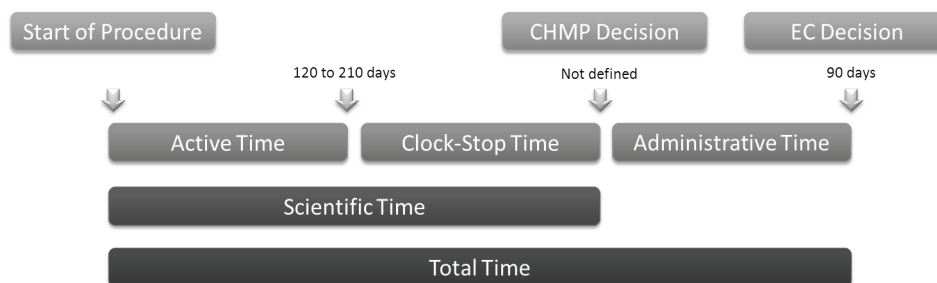 Start of Procedure
CHMP Decision
EC Decision
120 to 210 days
Not defined
90 days
Active Time
Clock-Stop Time
Administrative Time
Scientific Time
Total Time